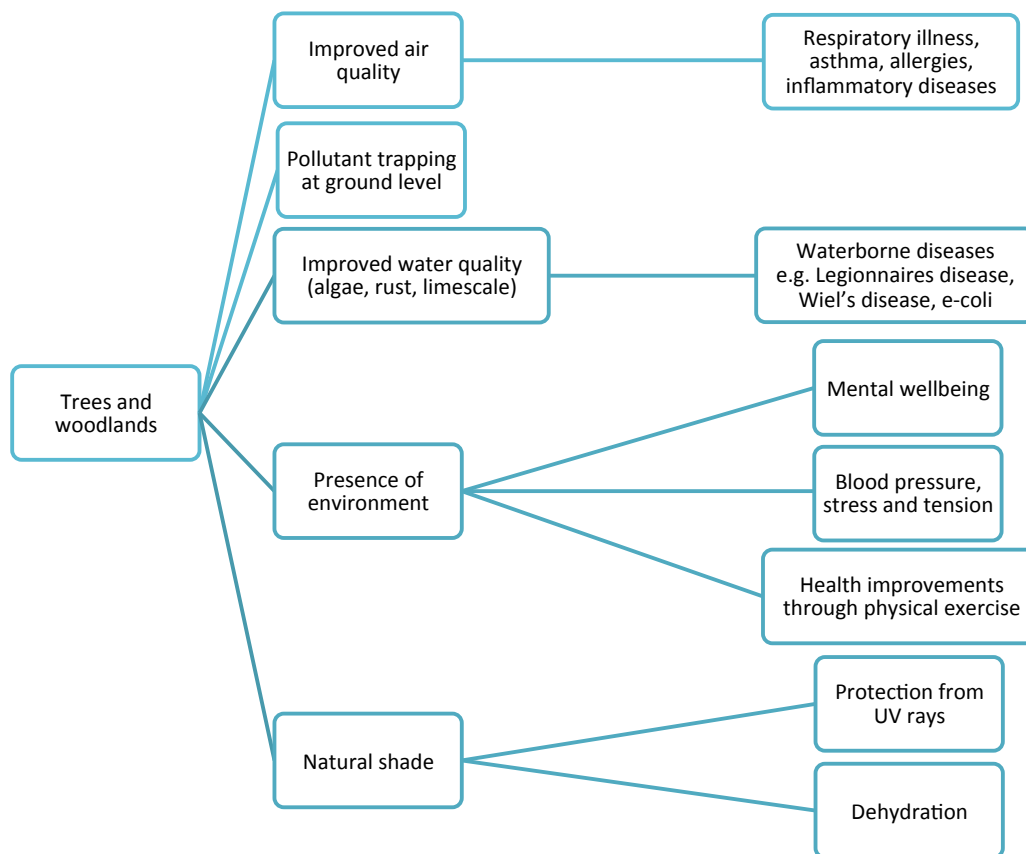 Improved air
quality
Respiratory illness,
asthma, allergies,
inflammatory diseases
Pollutant trapping
at ground level
Improved water quality
(algae, rust, limescale)
Waterborne diseases
e.g. Legionnaires disease,
Wiel’s disease, e-coli
Trees and
woodlands
Presence of
environment
Mental wellbeing
Blood pressure,
stress and tension
Health improvements
through physical exercise
Natural shade
Protection from
UV rays
Dehydration